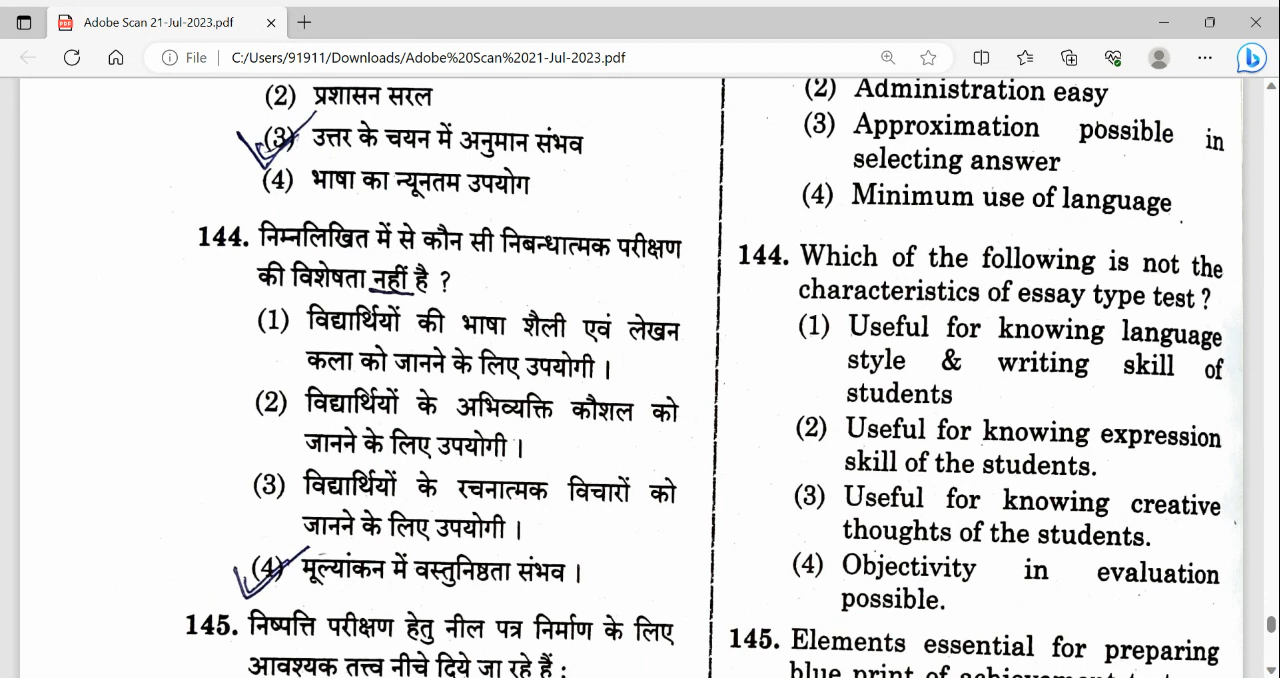 Adobe Scan 21-Jul-2023.pdf
File
C:/Users/91911/Downloads/Adobe%20Scan%2021-Jul-2023.pdf
(2) प्रशासन सरल
(3) उत्तर के चयन में अनुमान संभव
(4) भाषा का न्यूनतम उपयोग
144. निम्नलिखित में से कौन सी निबन्धात्मक परीक्षण
की विशेषता नहीं है ?
(1) विद्यार्थियों की भाषा शैली एवं लेखन
कला को जानने के लिए उपयोगी ।
(2) विद्यार्थियों के अभिव्यक्ति कौशल को
जानने के लिए उपयोगी ।
(3) विद्यार्थियों के रचनात्मक विचारों को
जानने के लिए उपयोगी ।
(4) मूल्यांकन में वस्तुनिष्ठता संभव ।
145. निष्पत्ति परीक्षण हेतु नील पत्र निर्माण के लिए
आवश्यक तत्त्व नीचे दिये जा रहे हैं :
(2) Administration easy
(3) Approximation possible in
selecting answer
(4) Minimum use of language
144. Which of the following is not the
characteristics of essay type test ?
(1) Useful for knowing language
style & writing skill of
students
(2) Useful for knowing expression
skill of the students.
(3) Useful for knowing creative
thoughts of the students.
(4) Objectivity in evaluation
possible.
145. Elements essential for preparing
blue print of achievement